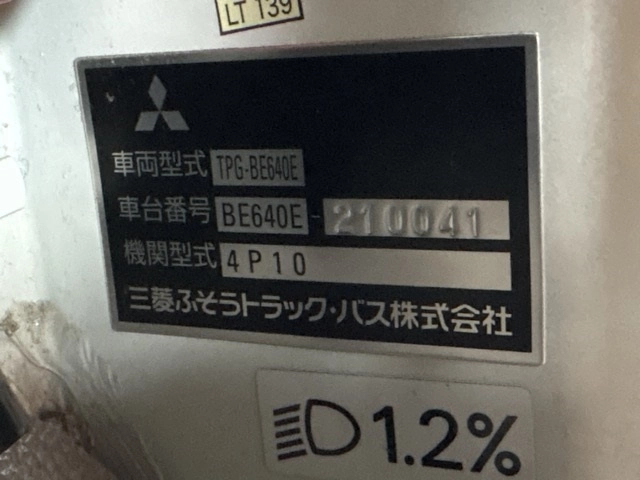 LT 139
車両型式 TPG-BE640E
車台番号 BE640E-210041
機関型式 4P10
三菱ふそうトラック・バス株式会社
1.2%